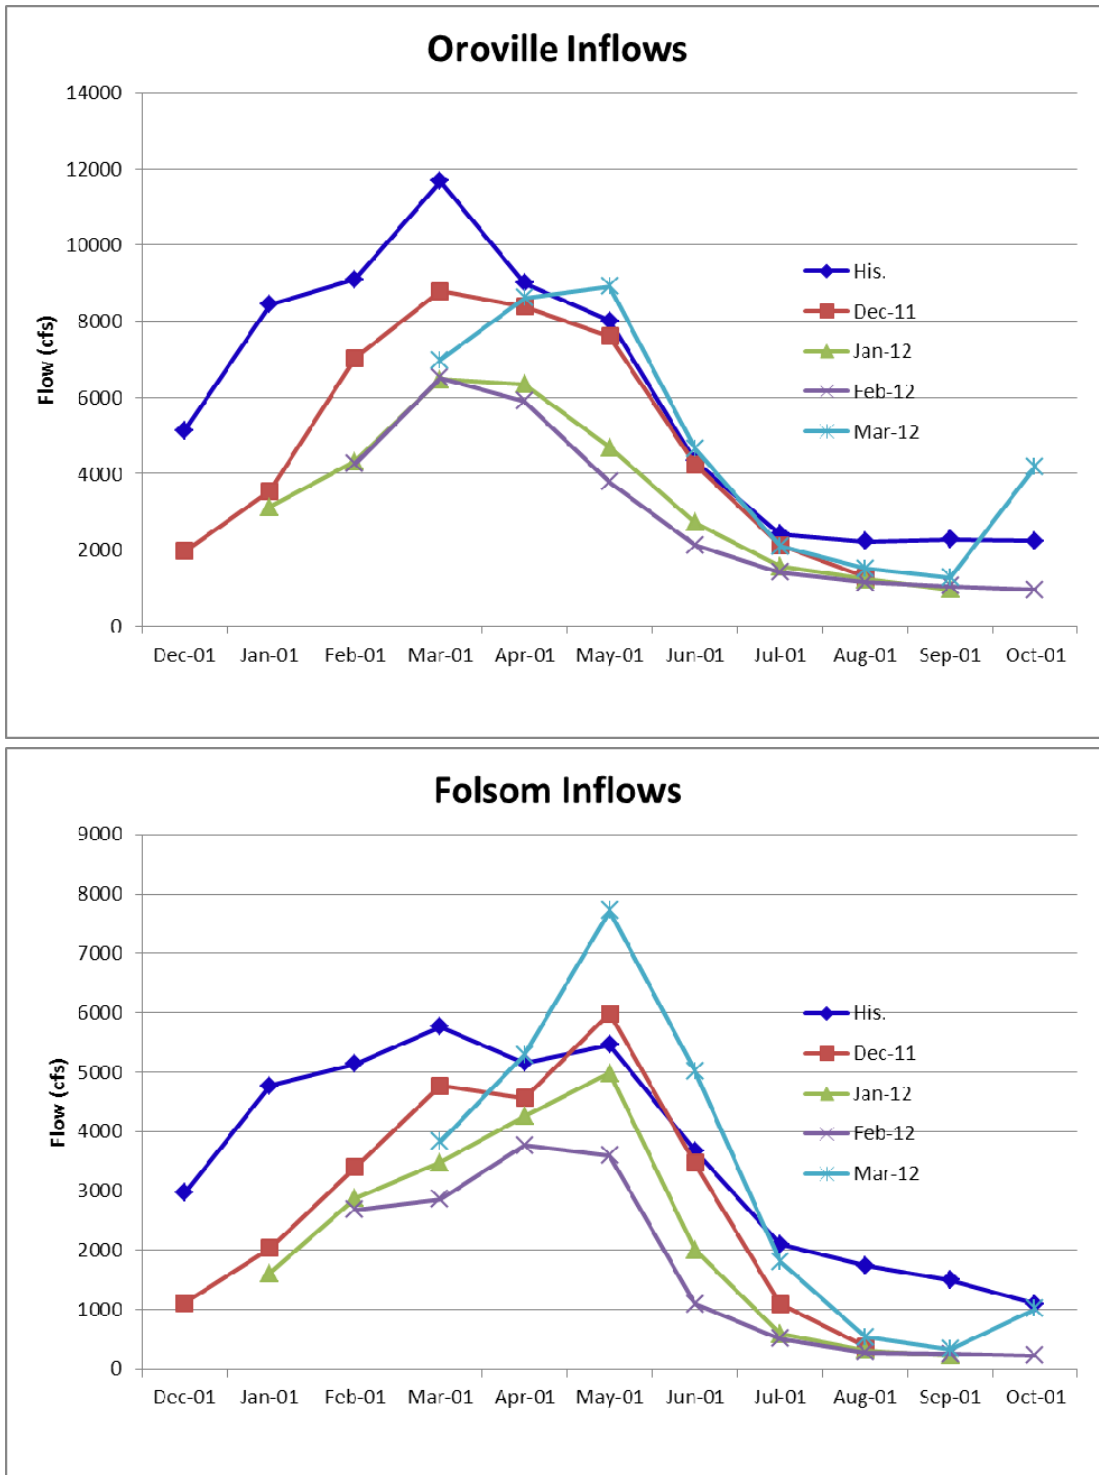 Oroville Inflows
14000
12000
10000
8000
6000
4000
2000
0
Flow (cfs)
His.
Dec-11
Jan-12
Feb-12
Mar-12
Dec-01 Jan-01 Feb-01 Mar-01 Apr-01 May-01 Jun-01 Jul-01 Aug-01 Sep-01 Oct-01
Folsom Inflows
9000
8000
7000
6000
5000
4000
3000
2000
1000
0
Flow (cfs)
His.
Dec-11
Jan-12
Feb-12
Mar-12
Dec-01 Jan-01 Feb-01 Mar-01 Apr-01 May-01 Jun-01 Jul-01 Aug-01 Sep-01 Oct-01